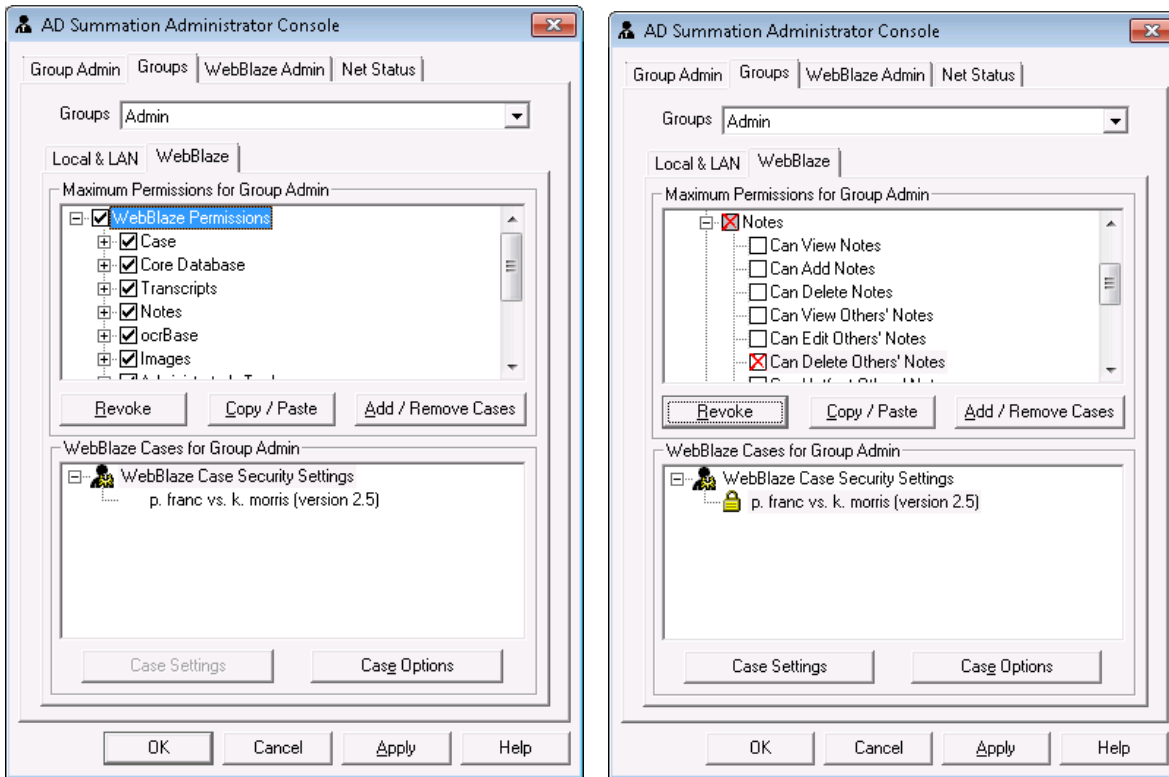 AD Summation Administrator Console
Group Admin Groups WebBlaze Admin Net Status
Groups Admin
Local & LAN WebBlaze
Maximum Permissions for Group Admin
WebBlaze Permissions
Case
Core Database
Transcripts
Notes
ocrBase
Images
Revoke Copy / Paste Add / Remove Cases
WebBlaze Cases for Group Admin
WebBlaze Case Security Settings
p. franc vs. k. morris (version 2.5)
Case Settings Case Options
OK Cancel Apply Help
AD Summation Administrator Console
Group Admin Groups WebBlaze Admin Net Status
Groups Admin
Local & LAN WebBlaze
Maximum Permissions for Group Admin
Notes
Can View Notes
Can Add Notes
Can Delete Notes
Can View Others' Notes
Can Edit Others' Notes
Can Delete Others' Notes
Revoke Copy / Paste Add / Remove Cases
WebBlaze Cases for Group Admin
WebBlaze Case Security Settings
p. franc vs. k. morris (version 2.5)
Case Settings Case Options
OK Cancel Apply Help